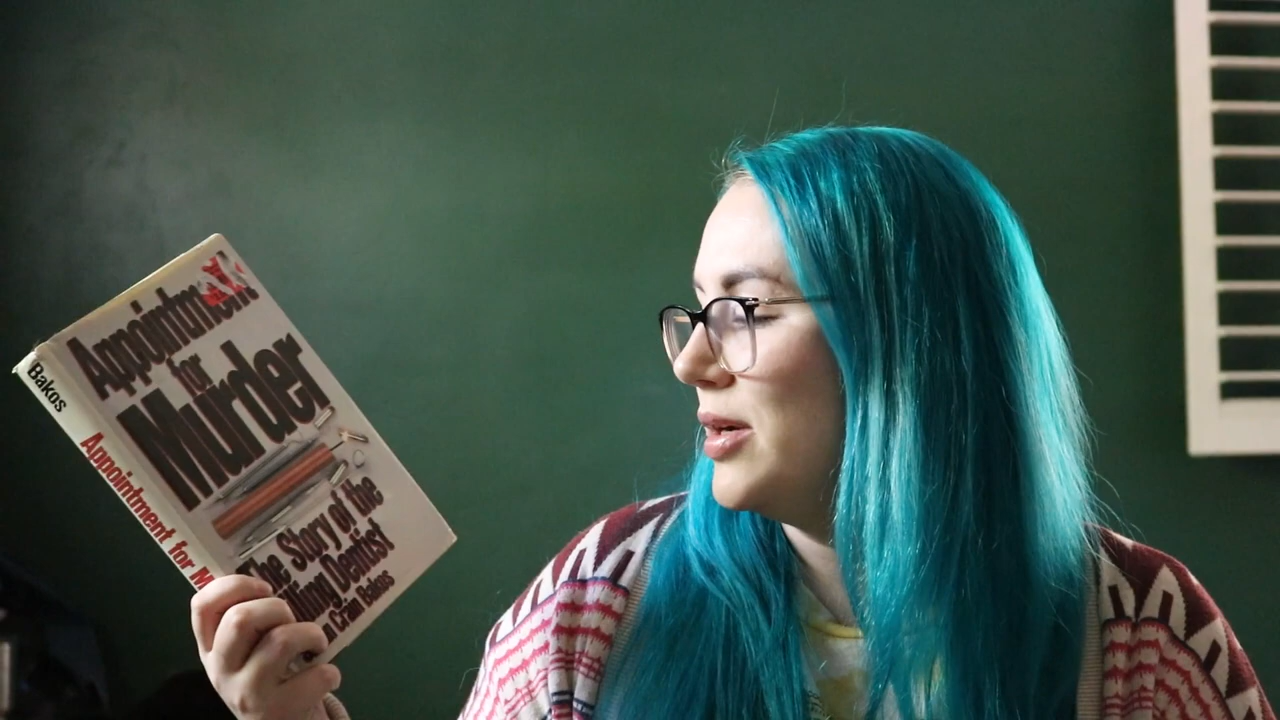 Appointment
for
Murder
The Story of the
Dentist
Bakos
Bakos
Appointment for